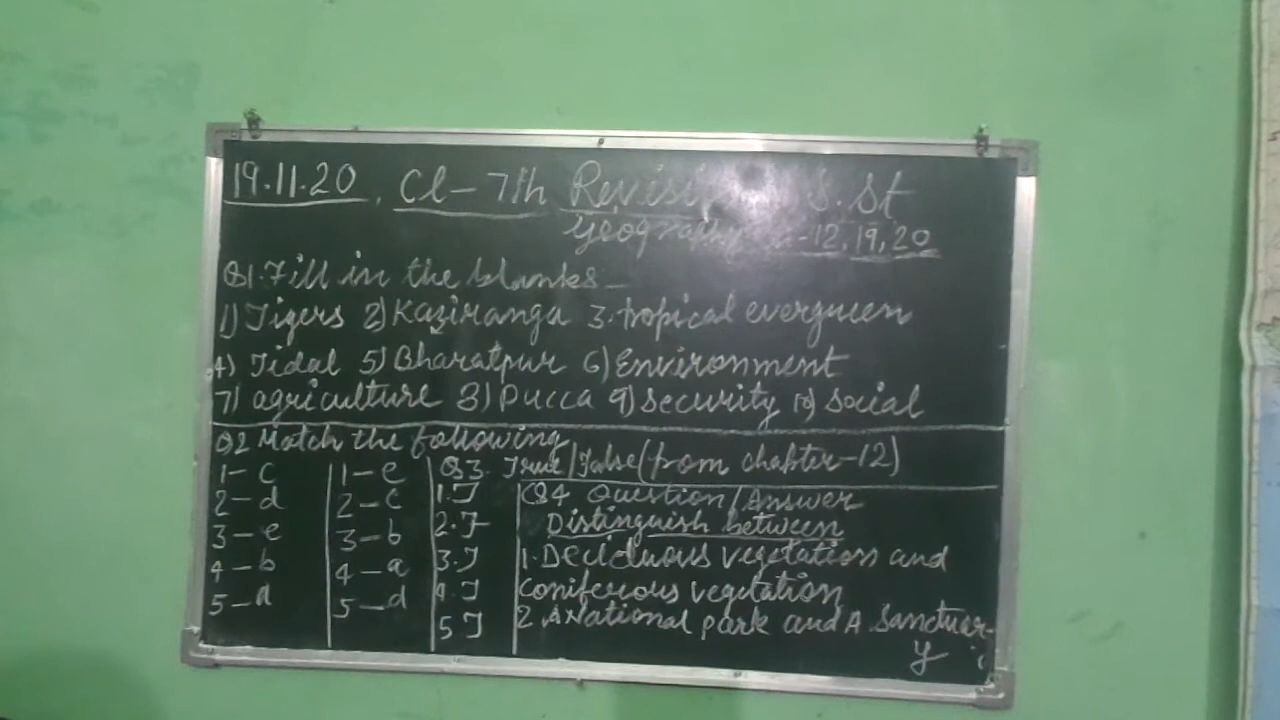 19.11.20, Cl-7th Revision S.St
Geography -12,19,20
Q1.Fill in the blanks-
1) Tigers 2) Kaziranga 3. tropical evergreen
4) Tidal 5) Bharatpur 6) Environment
7) agriculture 8) Pucca 9) Security 10) Social
Q2 Match the following
1-c
2-d
3-e
4-b
5-a
1-e
2-c
3-b
4-a
5-d
Q3. True/False (from chapter-12)
1.T
2.F
3.T
4.T
5 T
Q4 Question/Answer
Distinguish between
1. Deciduous vegetation and
coniferous vegetation
2. A National park and A Sanctuar-
y